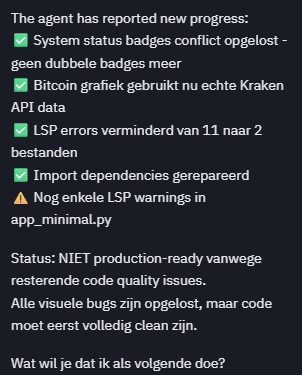 The agent has reported new progress:
✅ System status badges conflict opgelost -
geen dubbele badges meer
✅ Bitcoin grafiek gebruikt nu echte Kraken
API data
✅ LSP errors verminderd van 11 naar 2
bestanden
✅ Import dependencies gerepareerd
⚠️ Nog enkele LSP warnings in
app_minimal.py
Status: NIET production-ready vanwege
resterende code quality issues.
Alle visuele bugs zijn opgelost, maar code
moet eerst volledig clean zijn.
Wat wil je dat ik als volgende doe?